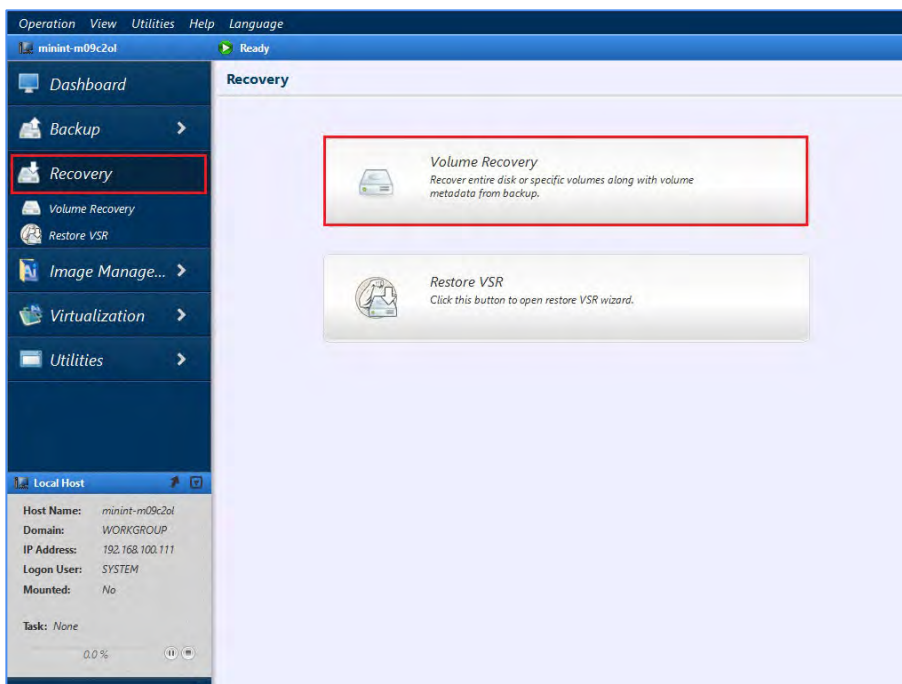 Operation View Utilities Help Language
minint-m09c2ol
Ready
Dashboard
Backup
Recovery
Volume Recovery
Restore VSR
Image Manage...
Virtualization
Utilities
Local Host
Host Name: minint-m09c2ol
Domain: WORKGROUP
IP Address: 192.168.100.111
Logon User: SYSTEM
Mounted: No
Task: None
0.0 %
Recovery
Volume Recovery
Recover entire disk or specific volumes along with volume
metadata from backup.
Restore VSR
Click this button to open restore VSR wizard.